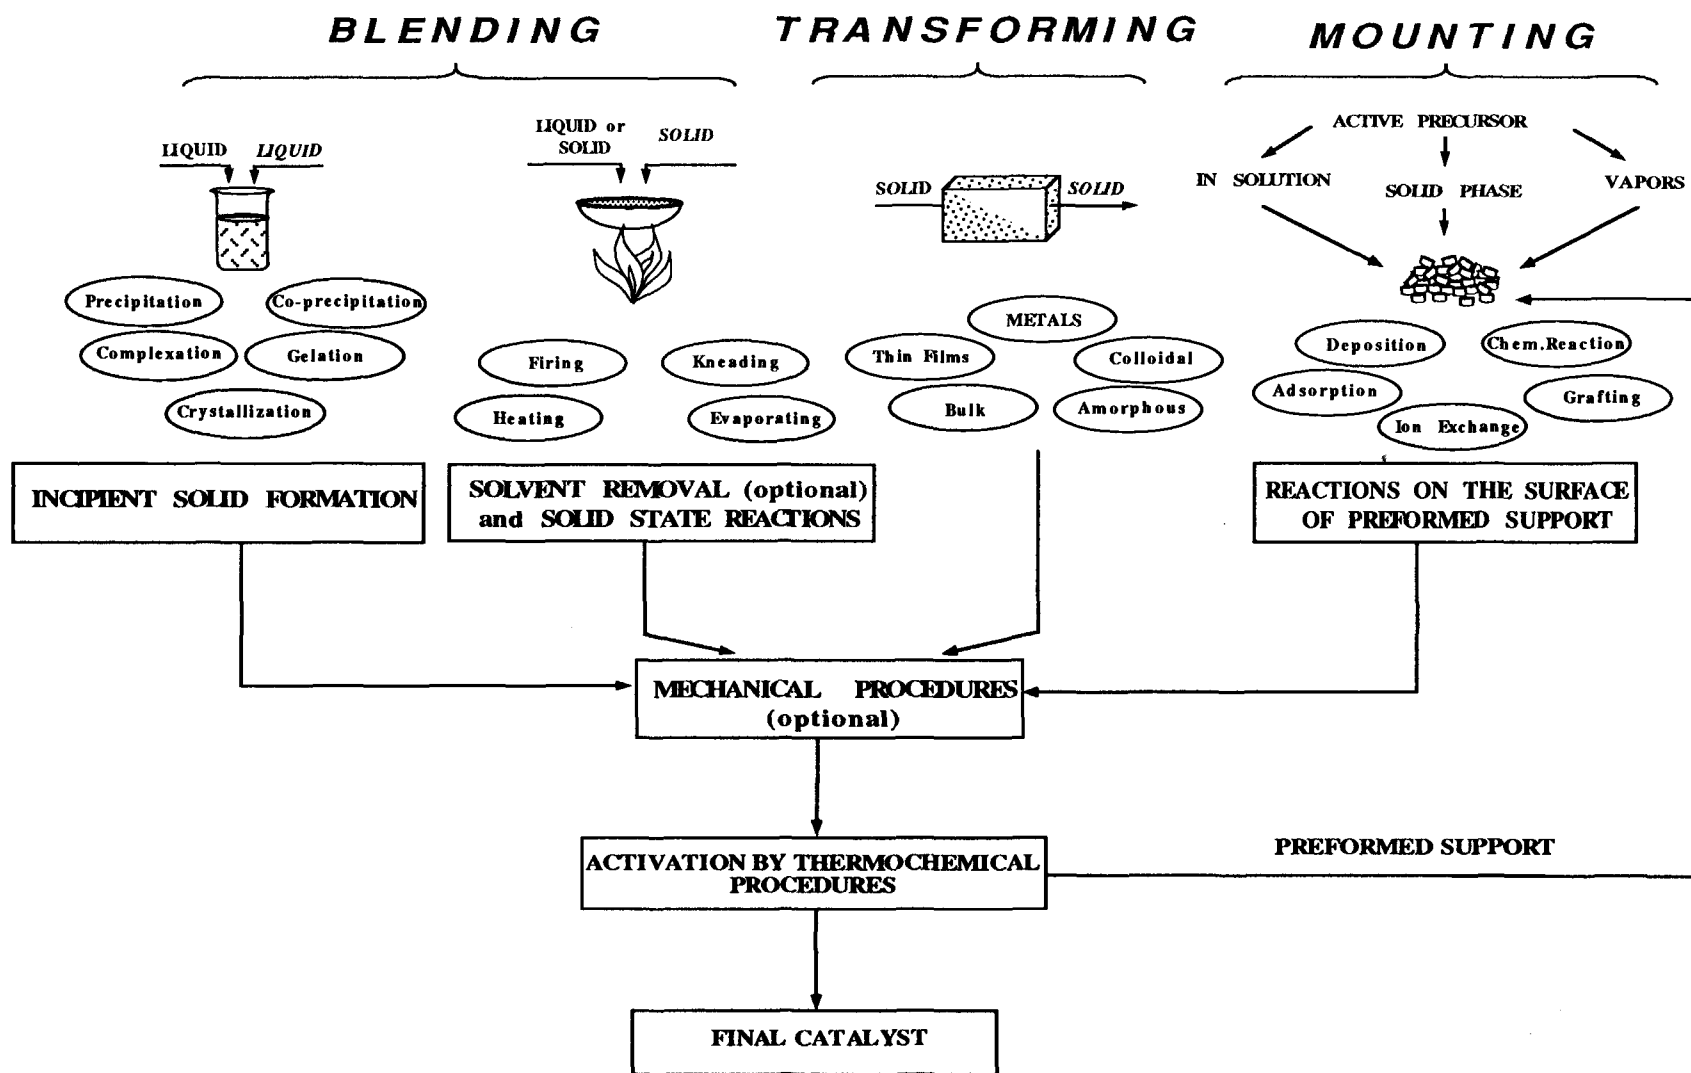 BLENDING
TRANSFORMING
MOUNTING
LIQUID
LIQUID
LIQUID or
SOLID
SOLID
SOLID
SOLID
ACTIVE PRECURSOR
IN SOLUTION
SOLID PHASE
VAPORS
Precipitation
Co-precipitation
Complexation
Gelation
Crystallization
Firing
Kneading
Heating
Evaporating
METALS
Thin Films
Colloidal
Bulk
Amorphous
Deposition
Chem.Reaction
Adsorption
Grafting
Ion Exchange
INCIPIENT SOLID FORMATION
SOLVENT REMOVAL (optional)
and SOLID STATE REACTIONS
REACTIONS ON THE SURFACE
OF PREFORMED SUPPORT
MECHANICAL PROCEDURES
(optional)
ACTIVATION BY THERMOCHEMICAL
PROCEDURES
PREFORMED SUPPORT
FINAL CATALYST